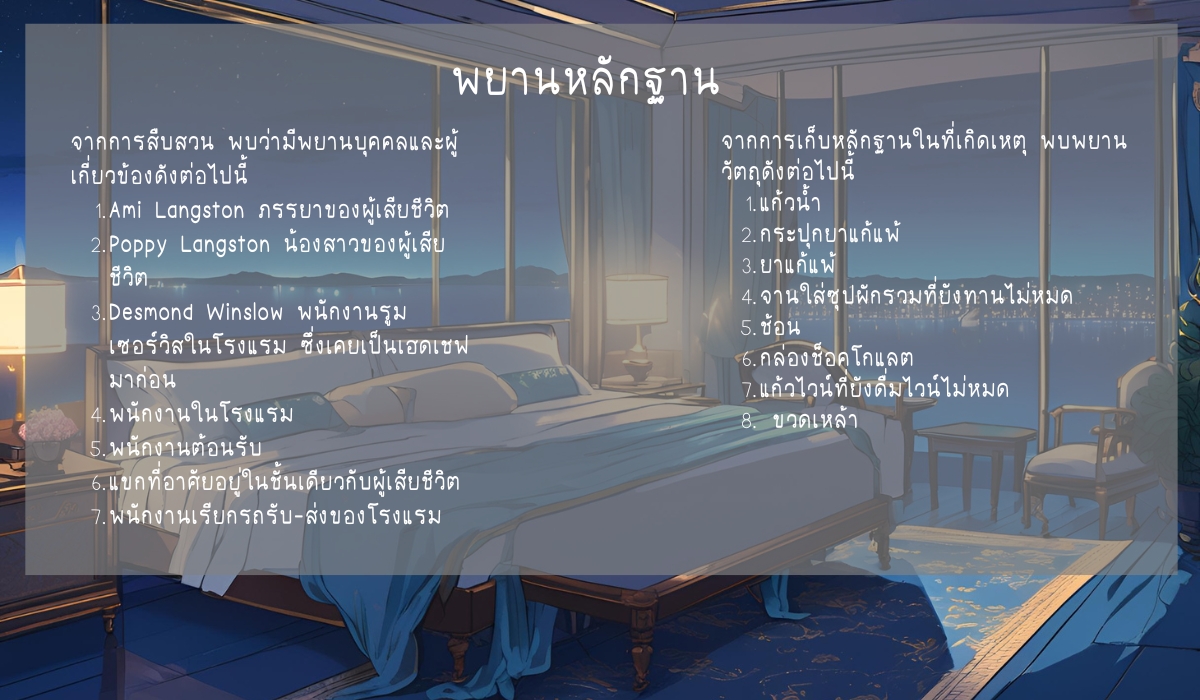 พยานหลักฐาน
จากการสืบสวน พบว่ามีพยานบุคคลและผู้
เกี่ยวข้องดังต่อไปนี้
1.Ami Langston ภรรยาของผู้เสียชีวิต
2.Poppy Langston น้องสาวของผู้เสีย
ชีวิต
3.Desmond Winslow พนักงานรูม
เซอร์วิสในโรงแรม ซึ่งเคยเป็นเฮดเชฟ
มาก่อน
4.พนักงานในโรงแรม
5.พนักงานต้อนรับ
6.แขกที่อาศัยอยู่ในชั้นเดียวกับผู้เสียชีวิต
7.พนักงานเรียกรถรับ-ส่งของโรงแรม
จากการเก็บหลักฐานในที่เกิดเหตุ พบพยาน
วัตถุดังต่อไปนี้
1.แก้วน้ำ
2.กระปุกยาแก้แพ้
3.ยาแก้แพ้
4.จานใส่ซุปผักรวมที่ยังทานไม่หมด
5.ช้อน
6.กล่องช็อคโกแลต
7.แก้วไวน์ที่ยังดื่มไวน์ไม่หมด
8. ขวดเหล้า